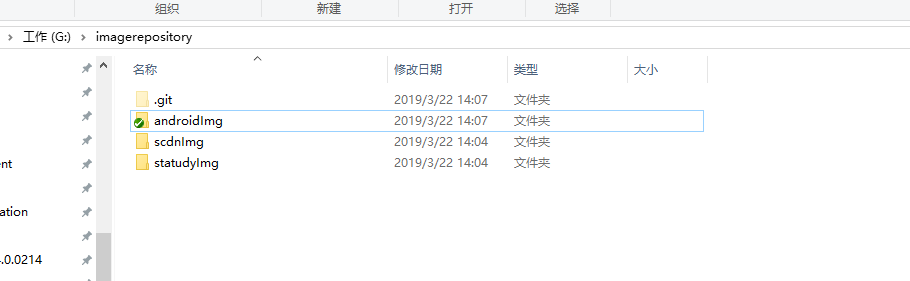 组织 新建 打开 选择
工作 (G:) imagerepository
名称 修改日期 类型 大小
.git 2019/3/22 14:07 文件夹
androidImg 2019/3/22 14:07 文件夹
scdnImg 2019/3/22 14:04 文件夹
statudyImg 2019/3/22 14:04 文件夹
ent
ation
.0.0214